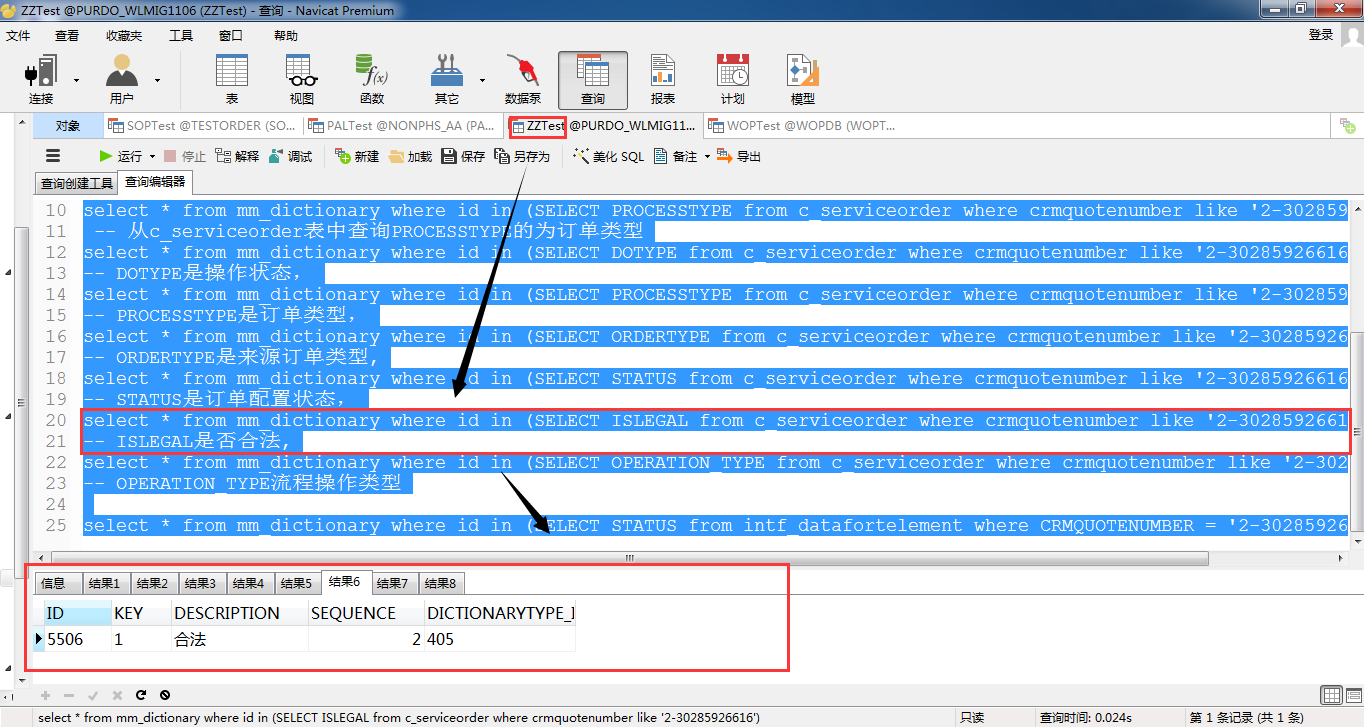 ZZTest @PURDO_WLMIG1106 (ZZTest) - 查询 - Navicat Premium
文件 查看 收藏夹 工具 窗口 帮助 登录
连接 用户 表 视图 函数 其它 数据泵 查询 报表 计划 模型
对象 SOPTest @TESTORDER (SO... PALTest @NONPHS_AA (PA... ZZTest @PURDO_WLMIG11... WOPTest @WOPDB (WOPT...
运行 停止 解释 调试 新建 加载 保存 另存为 美化 SQL 备注 导出
查询创建工具 查询编辑器
10 select * from mm_dictionary where id in (SELECT PROCESSTYPE from c_serviceorder where crmquotenumber like '2-302859
11 -- 从c_serviceorder表中查询PROCESSTYPE的为订单类型
12 select * from mm_dictionary where id in (SELECT DOTYPE from c_serviceorder where crmquotenumber like '2-30285926616
13 -- DOTYPE是操作状态，
14 select * from mm_dictionary where id in (SELECT PROCESSTYPE from c_serviceorder where crmquotenumber like '2-302859
15 -- PROCESSTYPE是订单类型，
16 select * from mm_dictionary where id in (SELECT ORDERTYPE from c_serviceorder where crmquotenumber like '2-30285926
17 -- ORDERTYPE是来源订单类型,
18 select * from mm_dictionary where id in (SELECT STATUS from c_serviceorder where crmquotenumber like '2-30285926616
19 -- STATUS是订单配置状态，
20 select * from mm_dictionary where id in (SELECT ISLEGAL from c_serviceorder where crmquotenumber like '2-3028592661
21 -- ISLEGAL是否合法,
22 select * from mm_dictionary where id in (SELECT OPERATION_TYPE from c_serviceorder where crmquotenumber like '2-302
23 -- OPERATION_TYPE流程操作类型
24
25 select * from mm_dictionary where id in (SELECT STATUS from intf_datafortelement where CRMQUOTENUMBER = '2-30285926
信息 结果1 结果2 结果3 结果4 结果5 结果6 结果7 结果8
ID KEY DESCRIPTION SEQUENCE DICTIONARYTYPE_I
5506 1 合法 2 405
select * from mm_dictionary where id in (SELECT ISLEGAL from c_serviceorder where crmquotenumber like '2-30285926616') 只读 查询时间: 0.024s 第 1 条记录 (共 1 条)